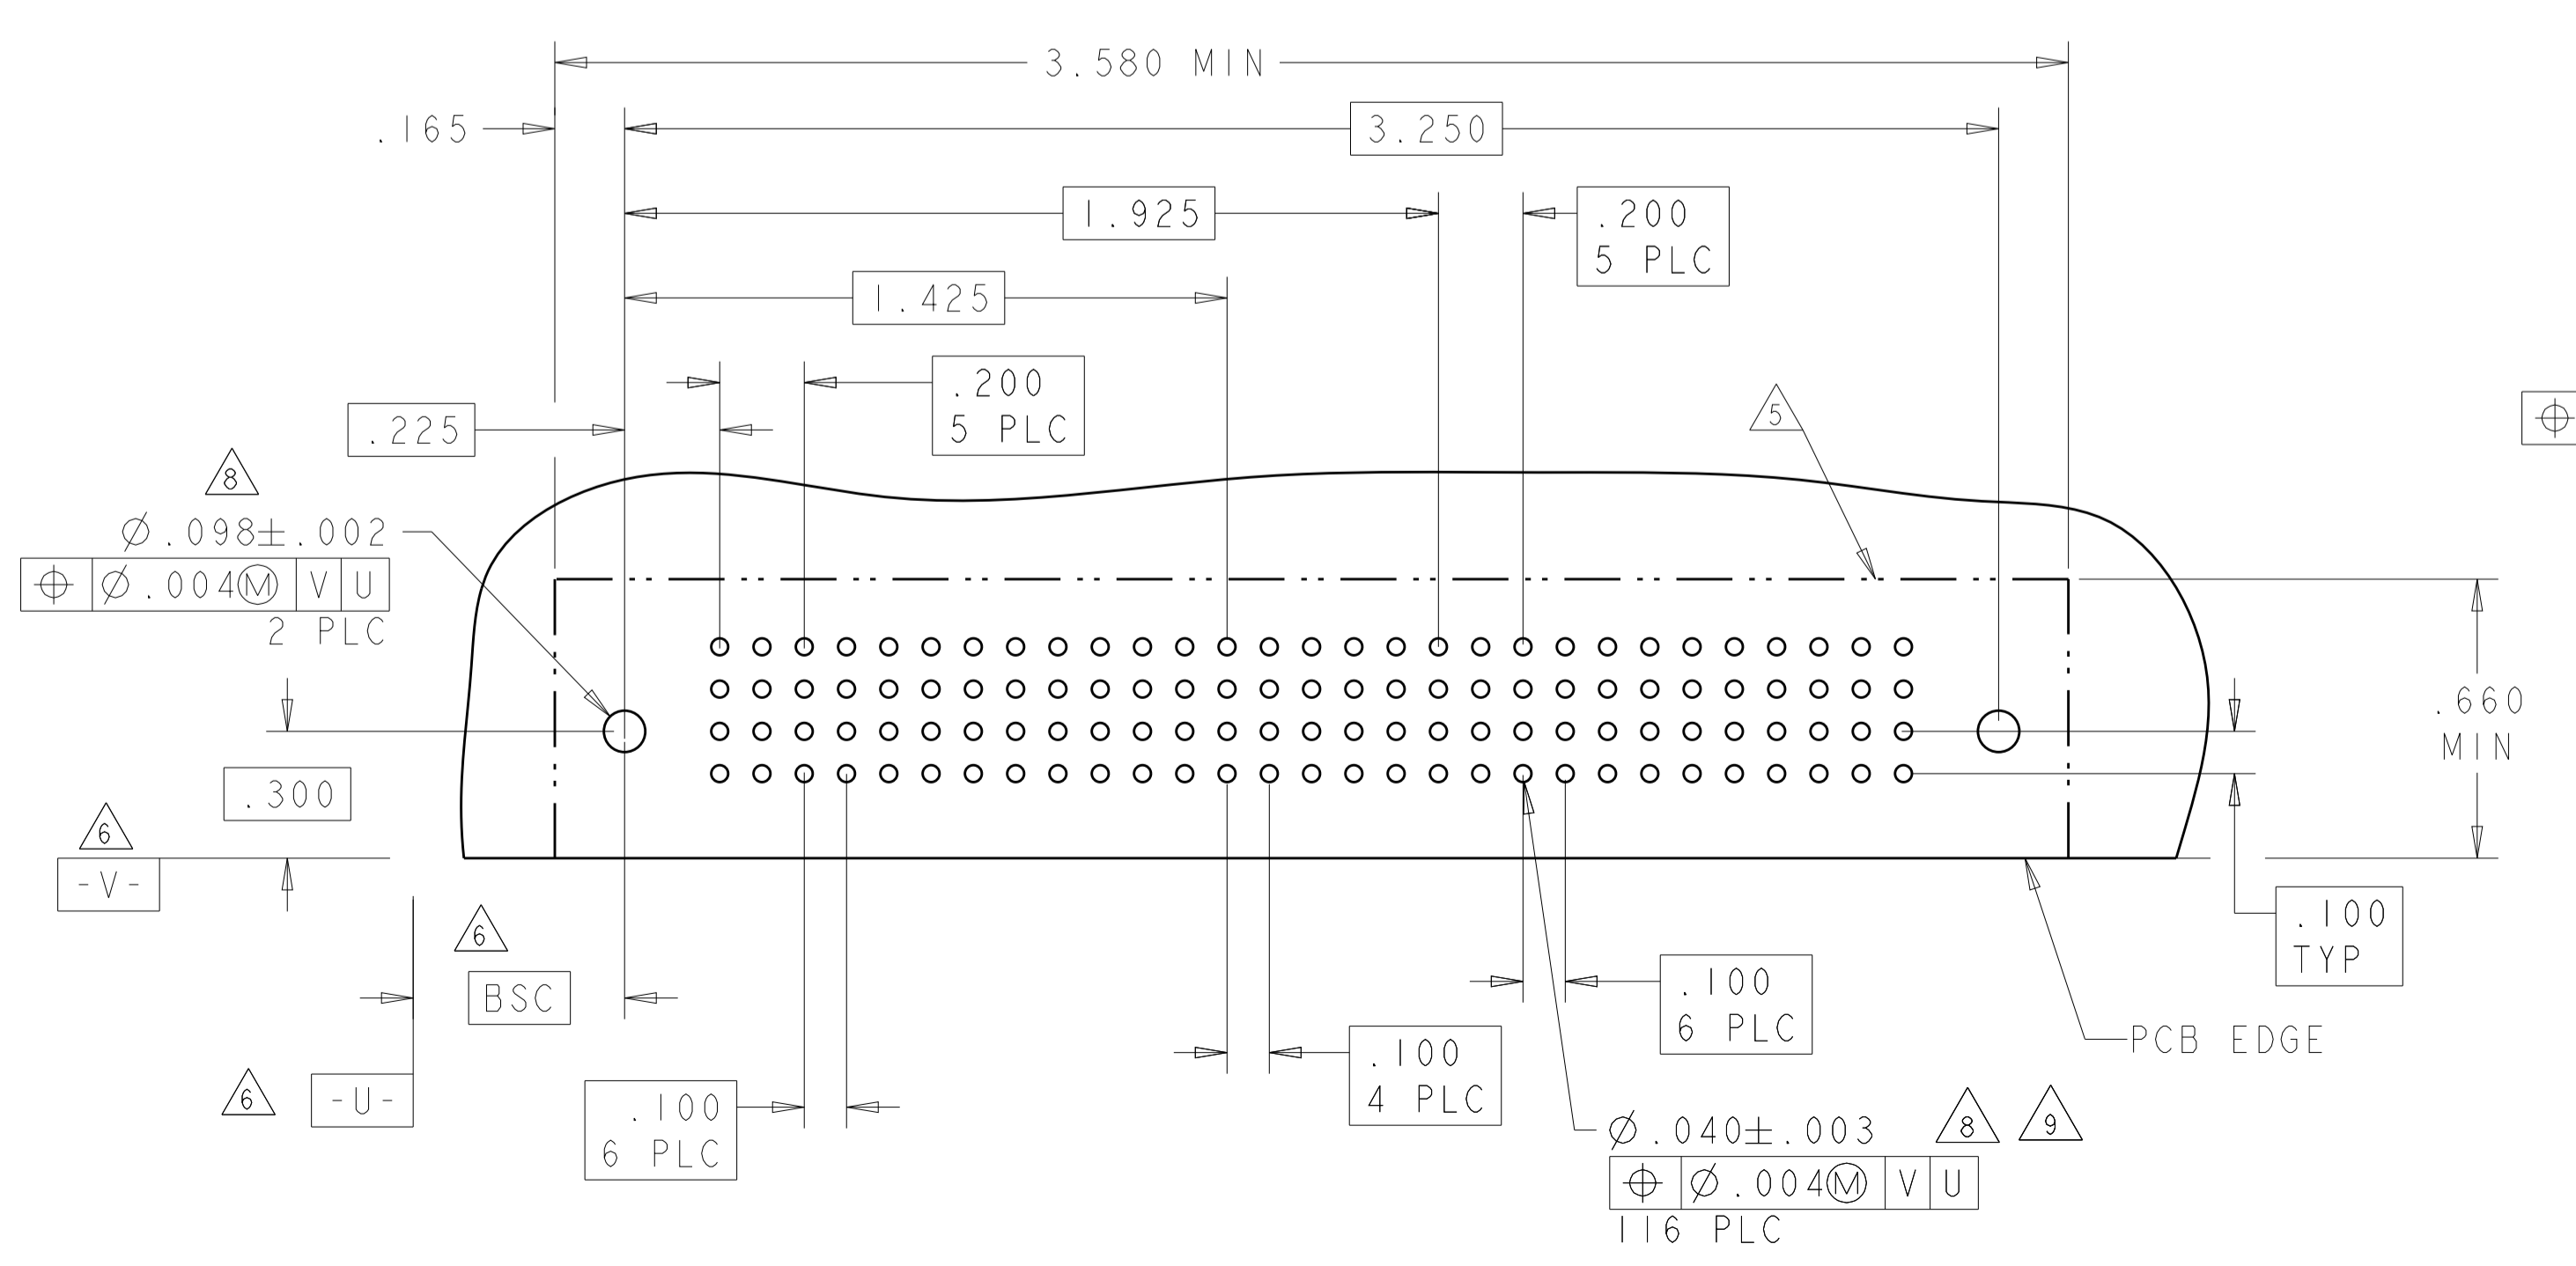 3.580 MIN
.165
3.250
1.925
.200
5 PLC
1.425
.200
5 PLC
.225
5
8
⌀.098±.002
⌖ ⌀.004Ⓜ V U
2 PLC
.660
MIN
.300
6
-V-
6
BSC
6
-U-
.100
TYP
.100
6 PLC
PCB EDGE
.100
4 PLC
.100
6 PLC
⌀.040±.003
8
9
⌖ ⌀.004Ⓜ V U
116 PLC
⌖